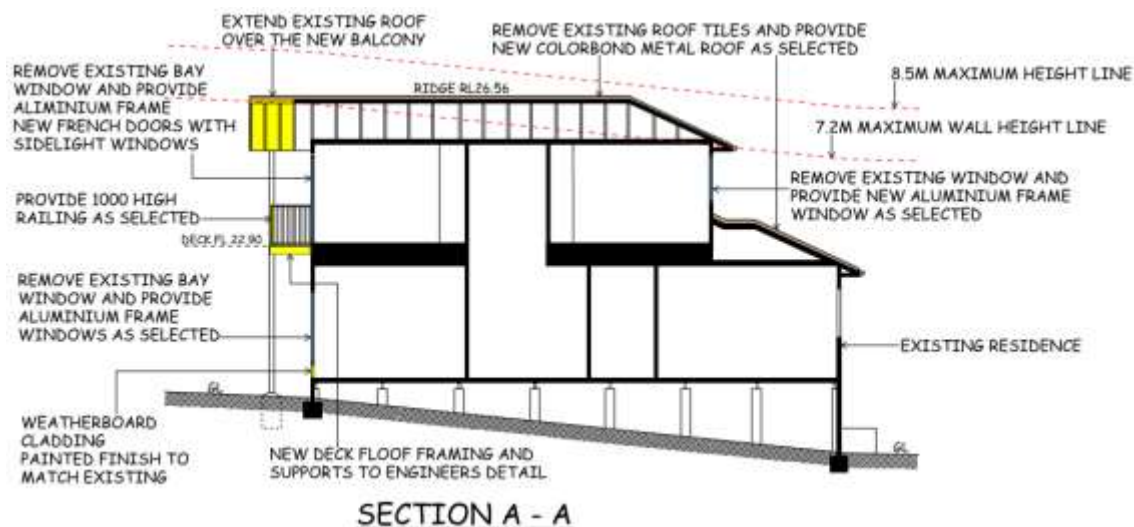 EXTEND EXISTING ROOF
OVER THE NEW BALCONY
REMOVE EXISTING ROOF TILES AND PROVIDE
NEW COLORBOND METAL ROOF AS SELECTED
REMOVE EXISTING BAY
WINDOW AND PROVIDE
ALIMINIUM FRAME
NEW FRENCH DOORS WITH
SIDELIGHT WINDOWS
8.5M MAXIMUM HEIGHT LINE
RIDGE RL26.56
7.2M MAXIMUM WALL HEIGHT LINE
REMOVE EXISTING WINDOW AND
PROVIDE NEW ALUMINIUM FRAME
WINDOW AS SELECTED
PROVIDE 1000 HIGH
RAILING AS SELECTED
DECK FL 22.90
REMOVE EXISTING BAY
WINDOW AND PROVIDE
ALUMINIUM FRAME
WINDOWS AS SELECTED
EXISTING RESIDENCE
GL
WEATHERBOARD
CLADDING
PAINTED FINISH TO
MATCH EXISTING
NEW DECK FLOOF FRAMING AND
SUPPORTS TO ENGINEERS DETAIL
GL
SECTION A - A